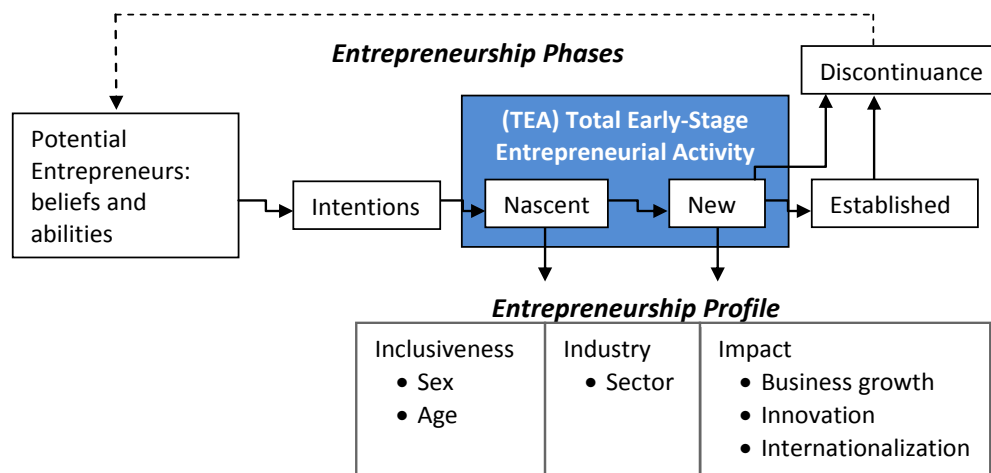 Entrepreneurship Phases
Discontinuance
(TEA) Total Early-Stage
Entrepreneurial Activity
Potential
Entrepreneurs:
beliefs and
abilities
Intentions
Nascent
New
Established
Entrepreneurship Profile
Inclusiveness
• Sex
• Age
Industry
• Sector
Impact
• Business growth
• Innovation
• Internationalization